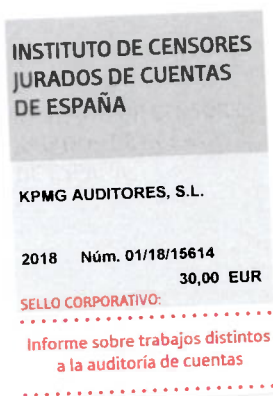 INSTITUTO DE CENSORES
JURADOS DE CUENTAS
DE ESPAÑA
KPMG AUDITORES, S.L.
2018 Núm. 01/18/15614
30,00 EUR
SELLO CORPORATIVO:
Informe sobre trabajos distintos
a la auditoría de cuentas